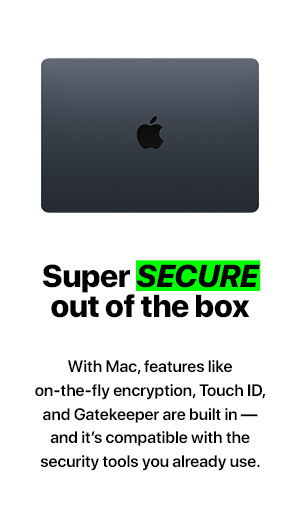 Super SECURE
out of the box
With Mac, features like
on-the-fly encryption, Touch ID,
and Gatekeeper are built in —
and it’s compatible with the
security tools you already use.